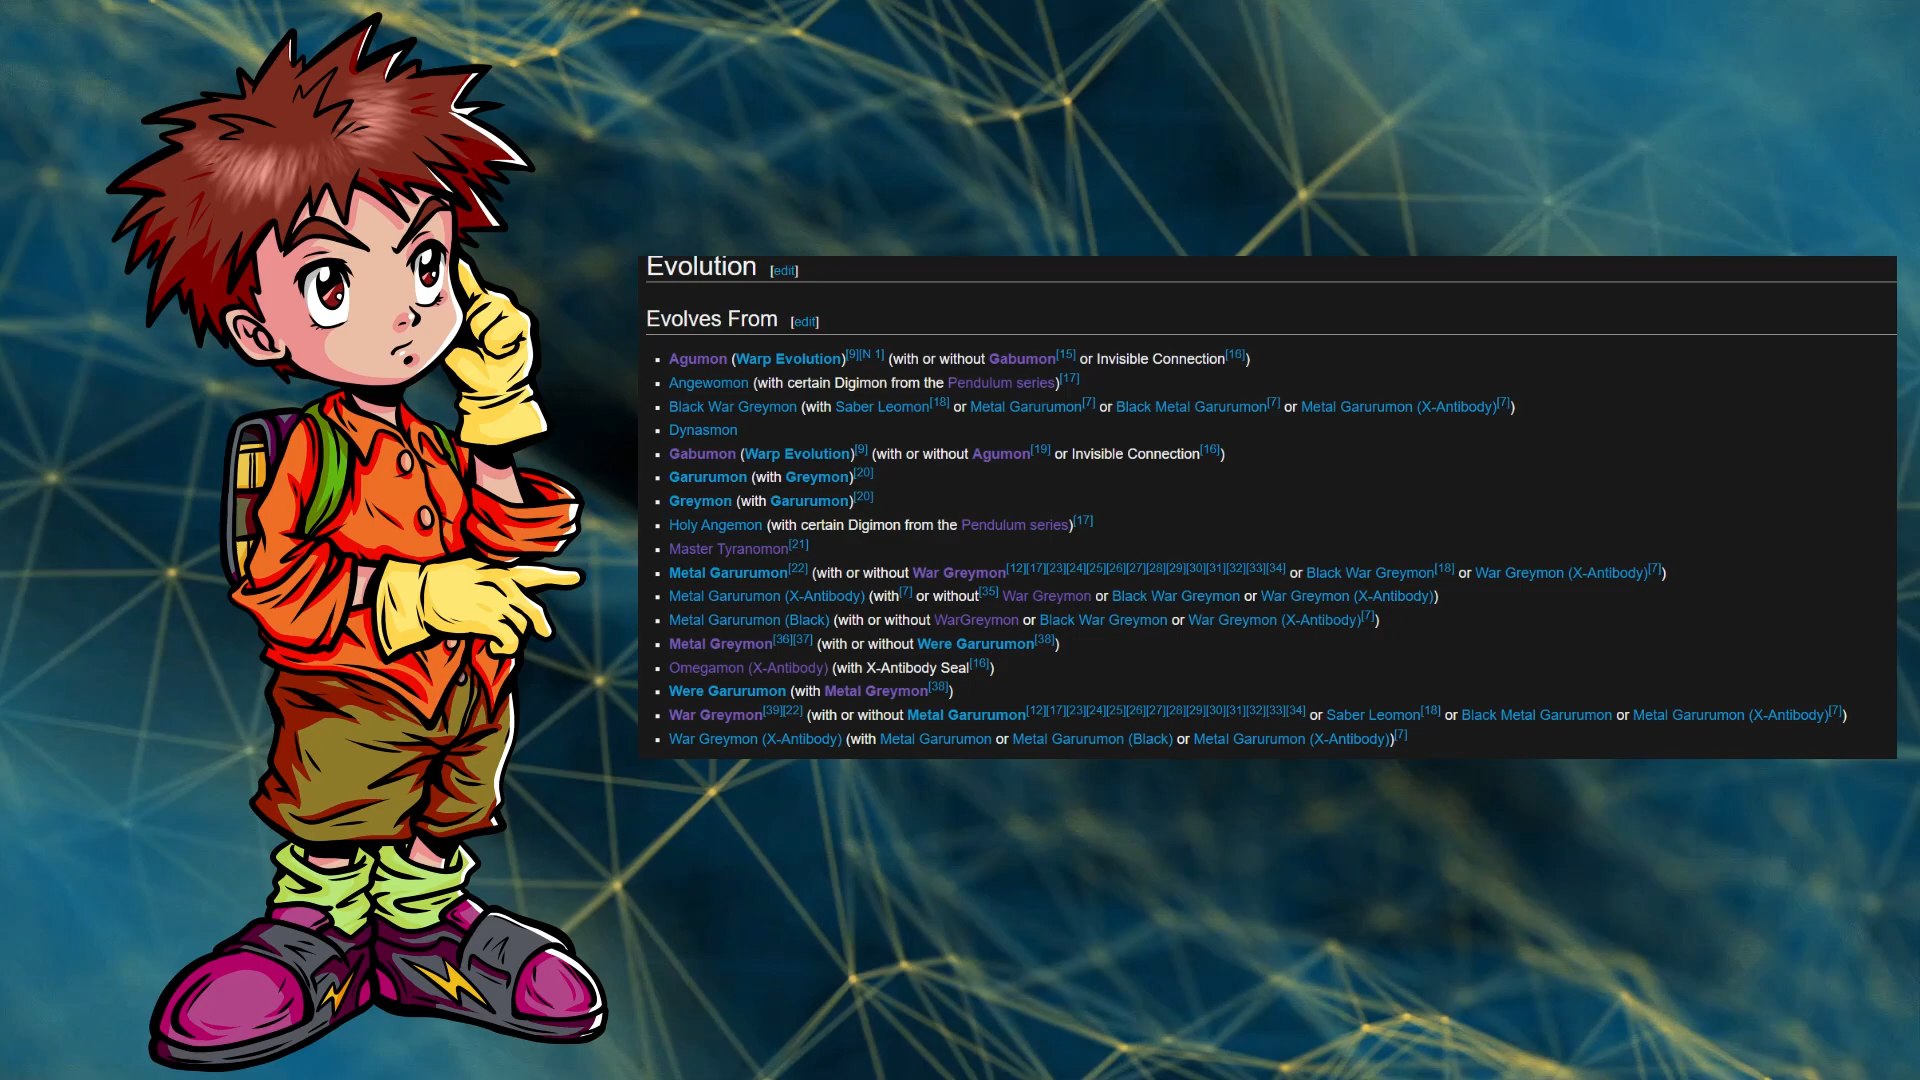 Evolution [edit]
Evolves From [edit]
Agumon (Warp Evolution)[9][N 1] (with or without Gabumon[15] or Invisible Connection[16])
Angewomon (with certain Digimon from the Pendulum series)[17]
Black War Greymon (with Saber Leomon[18] or Metal Garurumon[7] or Black Metal Garurumon[7] or Metal Garurumon (X-Antibody)[7])
Dynasmon
Gabumon (Warp Evolution)[9] (with or without Agumon[19] or Invisible Connection[16])
Garurumon (with Greymon)[20]
Greymon (with Garurumon)[20]
Holy Angemon (with certain Digimon from the Pendulum series)[17]
Master Tyranomon[21]
Metal Garurumon[22] (with or without War Greymon[12][17][23][24][25][26][27][28][29][30][31][32][33][34] or Black War Greymon[18] or War Greymon (X-Antibody)[7])
Metal Garurumon (X-Antibody) (with[7] or without[35] War Greymon or Black War Greymon or War Greymon (X-Antibody))
Metal Garurumon (Black) (with or without WarGreymon or Black War Greymon or War Greymon (X-Antibody)[7])
Metal Greymon[36][37] (with or without Were Garurumon[38])
Omegamon (X-Antibody) (with X-Antibody Seal[16])
Were Garurumon (with Metal Greymon[38])
War Greymon[39][22] (with or without Metal Garurumon[12][17][23][24][25][26][27][28][29][30][31][32][33][34] or Saber Leomon[18] or Black Metal Garurumon or Metal Garurumon (X-Antibody)[7])
War Greymon (X-Antibody) (with Metal Garurumon or Metal Garurumon (Black) or Metal Garurumon (X-Antibody))[7]